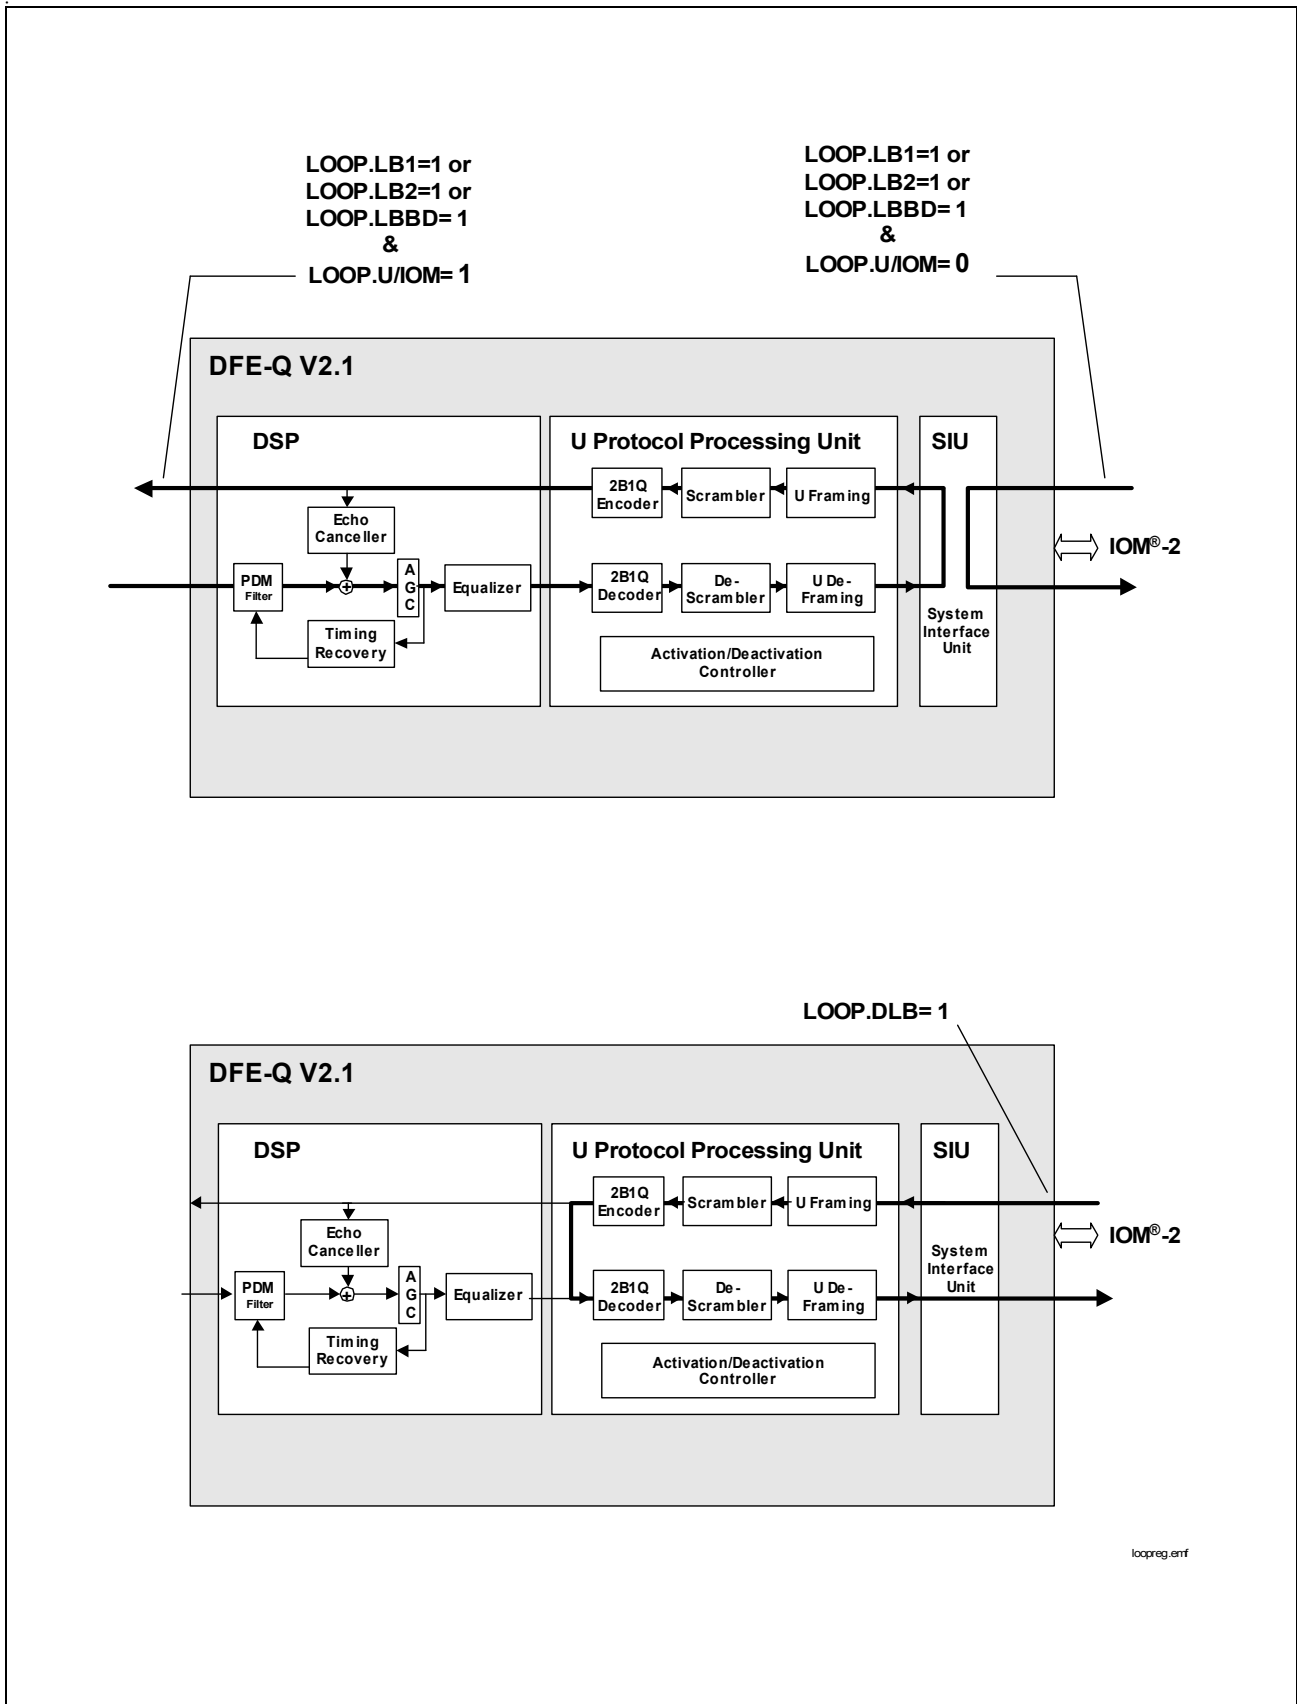 LOOP.LB1=1 or
LOOP.LB2=1 or
LOOP.LBBD= 1
&
LOOP.U/IOM= 1
LOOP.LB1=1 or
LOOP.LB2=1 or
LOOP.LBBD= 1
&
LOOP.U/IOM= 0
DFE-Q V2.1
DSP
U Protocol Processing Unit
SIU
2B1Q
Encoder
Scrambler
U Framing
Echo
Canceller
IOM®-2
PDM
Filter
+
A
G
C
Equalizer
2B1Q
Decoder
De-
Scrambler
U De-
Framing
Timing
Recovery
System
Interface
Unit
Activation/Deactivation
Controller
LOOP.DLB= 1
DFE-Q V2.1
DSP
U Protocol Processing Unit
SIU
2B1Q
Encoder
Scrambler
U Framing
Echo
Canceller
IOM®-2
PDM
Filter
+
A
G
C
Equalizer
2B1Q
Decoder
De-
Scrambler
U De-
Framing
System
Interface
Unit
Timing
Recovery
Activation/Deactivation
Controller
loopreg.emf